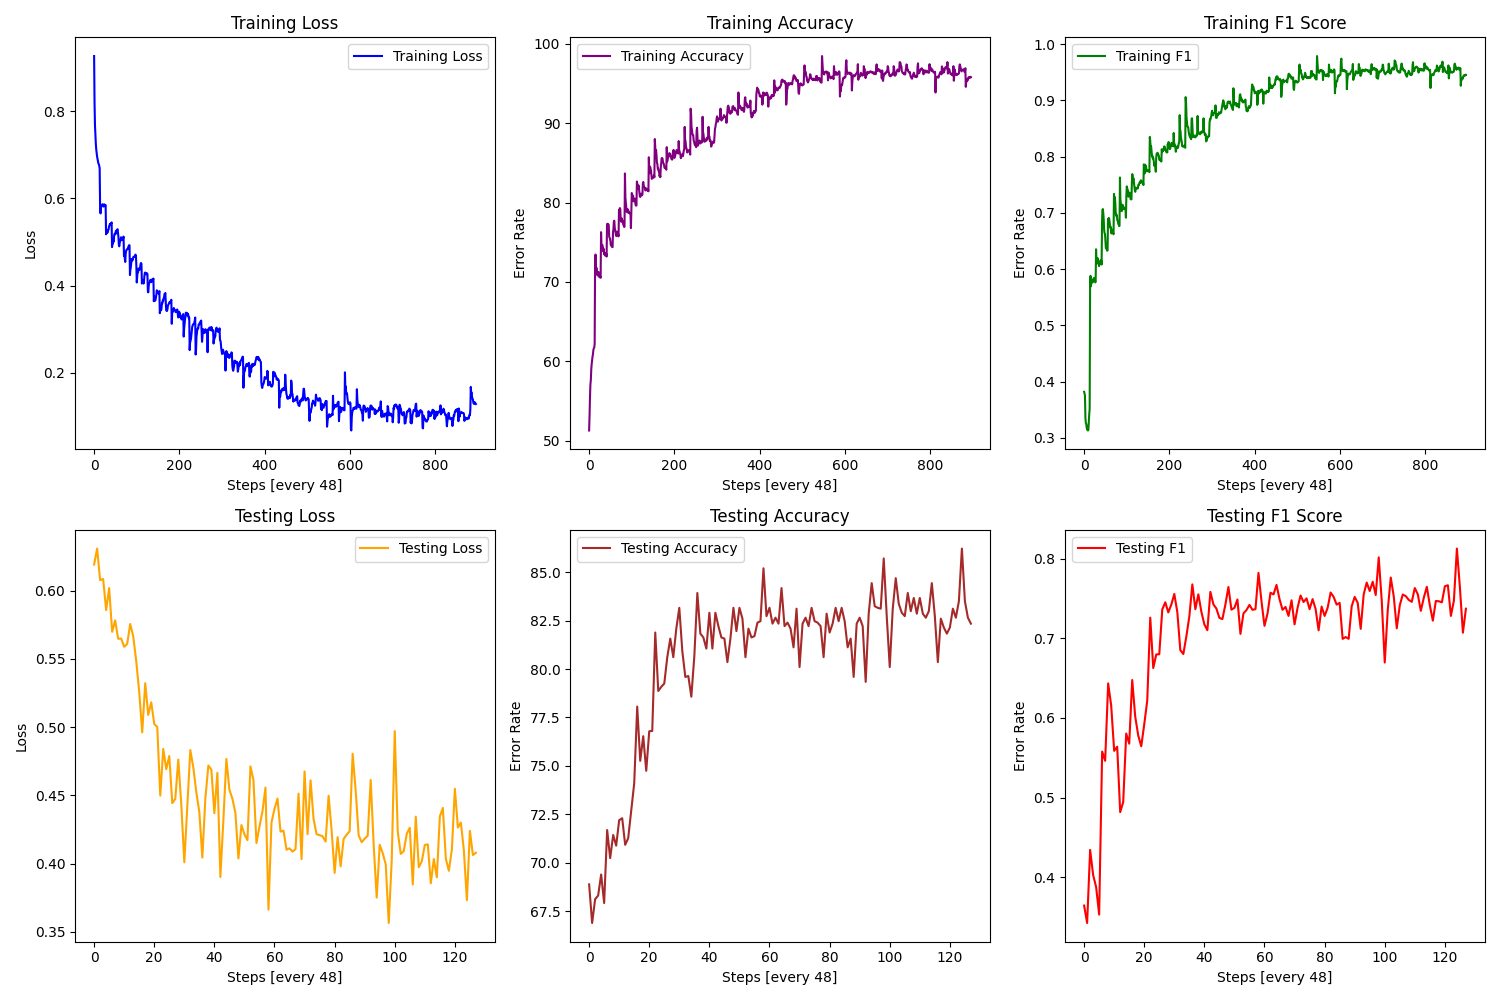 Training Loss
Training Loss
Loss
0.8
0.6
0.4
0.2
0 200 400 600 800
Steps [every 48]
Training Accuracy
Training Accuracy
Error Rate
100
90
80
70
60
50
0 200 400 600 800
Steps [every 48]
Training F1 Score
Training F1
Error Rate
1.0
0.9
0.8
0.7
0.6
0.5
0.4
0.3
0 200 400 600 800
Steps [every 48]
Testing Loss
Testing Loss
Loss
0.60
0.55
0.50
0.45
0.40
0.35
0 20 40 60 80 100 120
Steps [every 48]
Testing Accuracy
Testing Accuracy
Error Rate
85.0
82.5
80.0
77.5
75.0
72.5
70.0
67.5
0 20 40 60 80 100 120
Steps [every 48]
Testing F1 Score
Testing F1
Error Rate
0.8
0.7
0.6
0.5
0.4
0 20 40 60 80 100 120
Steps [every 48]